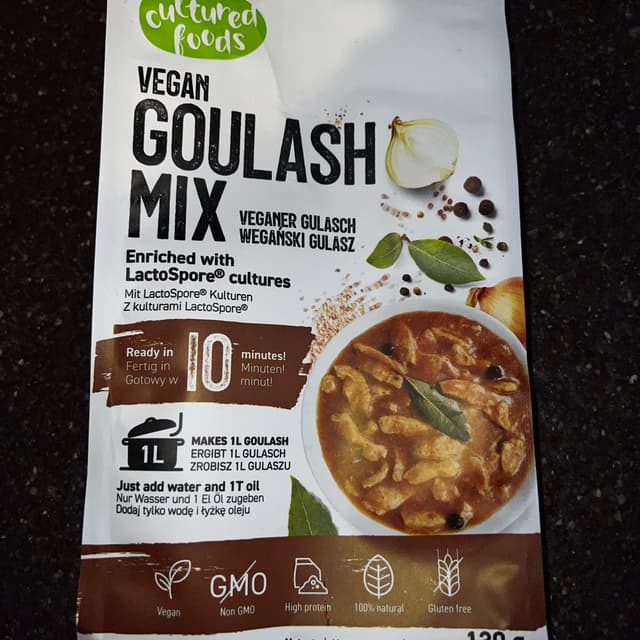 cultured
foods
VEGAN
GOULASH
MIX
VEGANER GULASCH
WEGAŃSKI GULASZ
Enriched with
LactoSpore® cultures
Mit LactoSpore® Kulturen
Z kulturami LactoSpore®
Ready in
Fertig in
Gotowy w
10
minutes!
Minuten!
minut!
1L
MAKES 1L GOULASH
ERGIBT 1L GULASCH
ZROBISZ 1L GULASZU
Just add water and 1T oil
Nur Wasser und 1 El Öl zugeben
Dodaj tylko wodę i łyżkę oleju
GMO
Vegan
Non GMO
High protein
100% natural
Gluten free